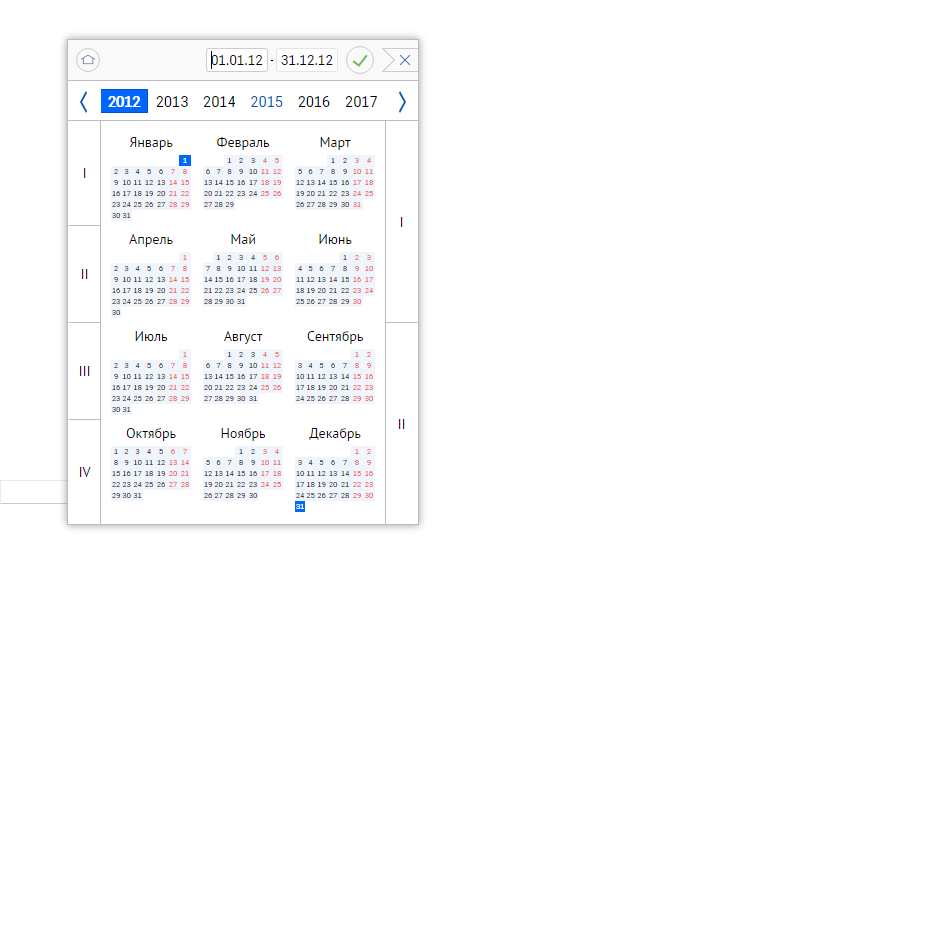 01.01.12 - 31.12.12
2012 2013 2014 2015 2016 2017
I
II
III
IV
Январь Февраль Март
1 1 2 3 4 5 1 2 3 4
2 3 4 5 6 7 8 6 7 8 9 10 11 12 5 6 7 8 9 10 11
9 10 11 12 13 14 15 13 14 15 16 17 18 19 12 13 14 15 16 17 18
16 17 18 19 20 21 22 20 21 22 23 24 25 26 19 20 21 22 23 24 25
23 24 25 26 27 28 29 27 28 29 26 27 28 29 30 31
30 31
Апрель Май Июнь
1 1 2 3 4 5 6 1 2 3
2 3 4 5 6 7 8 7 8 9 10 11 12 13 4 5 6 7 8 9 10
9 10 11 12 13 14 15 14 15 16 17 18 19 20 11 12 13 14 15 16 17
16 17 18 19 20 21 22 21 22 23 24 25 26 27 18 19 20 21 22 23 24
23 24 25 26 27 28 29 28 29 30 31 25 26 27 28 29 30
30
Июль Август Сентябрь
1 1 2 3 4 5 1 2
2 3 4 5 6 7 8 6 7 8 9 10 11 12 3 4 5 6 7 8 9
9 10 11 12 13 14 15 13 14 15 16 17 18 19 10 11 12 13 14 15 16
16 17 18 19 20 21 22 20 21 22 23 24 25 26 17 18 19 20 21 22 23
23 24 25 26 27 28 29 27 28 29 30 31 24 25 26 27 28 29 30
30 31
Октябрь Ноябрь Декабрь
1 2 3 4 5 6 7 1 2 3 4 1 2
8 9 10 11 12 13 14 5 6 7 8 9 10 11 3 4 5 6 7 8 9
15 16 17 18 19 20 21 12 13 14 15 16 17 18 10 11 12 13 14 15 16
22 23 24 25 26 27 28 19 20 21 22 23 24 25 17 18 19 20 21 22 23
29 30 31 26 27 28 29 30 24 25 26 27 28 29 30
31
I
II